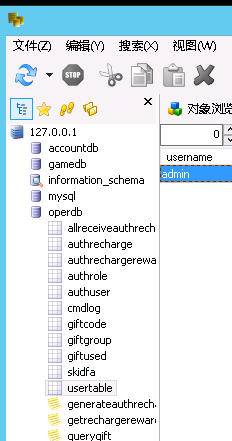 文件(Z) 编辑(Y) 搜索(X) 视图(W)
STOP
对象浏览
127.0.0.1
0
accountdb
username
gamedb
admin
information_schema
mysql
operdb
allreceiveauthrech
authrecharge
authrechargerewa
authrole
authuser
cmdlog
giftcode
giftgroup
giftused
skidfa
usertable
generateauthrech
getrechargerewar
querygift